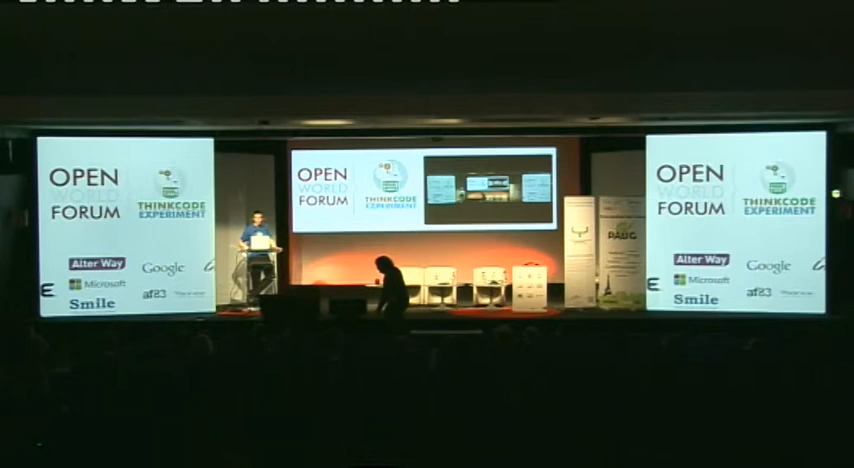 OPEN
WORLD
FORUM
THINKCODE
EXPERIMENT
Alter Way
Google
Microsoft
Smile
af83
OPEN
WORLD
FORUM
THINKCODE
EXPERIMENT
PAUG
OPEN
WORLD
FORUM
THINKCODE
EXPERIMENT
Alter Way
Google
E
Microsoft
Smile
af83